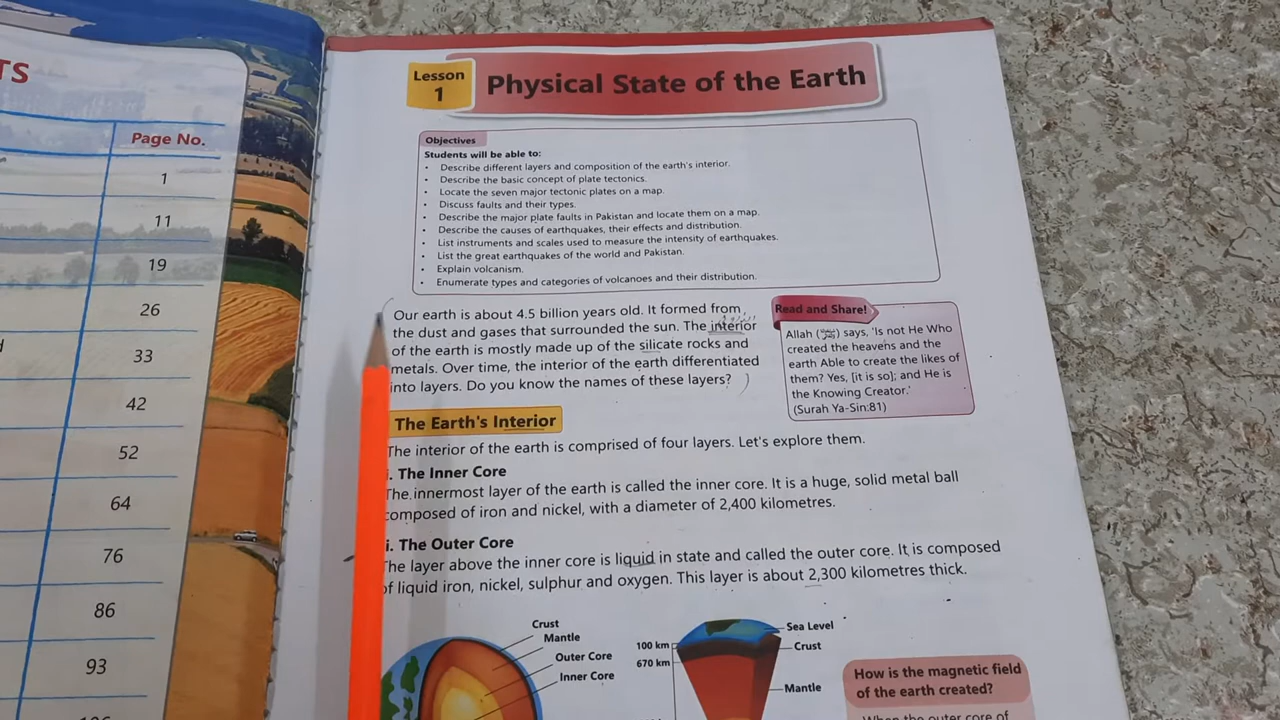 TS
Page No.
1
11
19
26
33
42
52
64
76
86
93
Lesson
1
Physical State of the Earth
Objectives
Students will be able to:
• Describe different layers and composition of the earth's interior.
• Describe the basic concept of plate tectonics.
• Locate the seven major tectonic plates on a map.
• Discuss faults and their types.
• Describe the major plate faults in Pakistan and locate them on a map.
• Describe the causes of earthquakes, their effects and distribution.
• List instruments and scales used to measure the intensity of earthquakes.
• List the great earthquakes of the world and Pakistan.
• Explain volcanism.
• Enumerate types and categories of volcanoes and their distribution.
Our earth is about 4.5 billion years old. It formed from
the dust and gases that surrounded the sun. The interior
of the earth is mostly made up of the silicate rocks and
metals. Over time, the interior of the earth differentiated
into layers. Do you know the names of these layers?
Read and Share!
Allah ( ) says, 'Is not He Who
created the heavens and the
earth Able to create the likes of
them? Yes, [it is so]; and He is
the Knowing Creator.'
(Surah Ya-Sin:81)
The Earth's Interior
The interior of the earth is comprised of four layers. Let's explore them.
i. The Inner Core
The innermost layer of the earth is called the inner core. It is a huge, solid metal ball
composed of iron and nickel, with a diameter of 2,400 kilometres.
i. The Outer Core
The layer above the inner core is liquid in state and called the outer core. It is composed
of liquid iron, nickel, sulphur and oxygen. This layer is about 2,300 kilometres thick.
Crust
Mantle
Outer Core
Inner Core
Sea Level
100 km
Crust
670 km
Mantle
How is the magnetic field
of the earth created?
When the outer core of